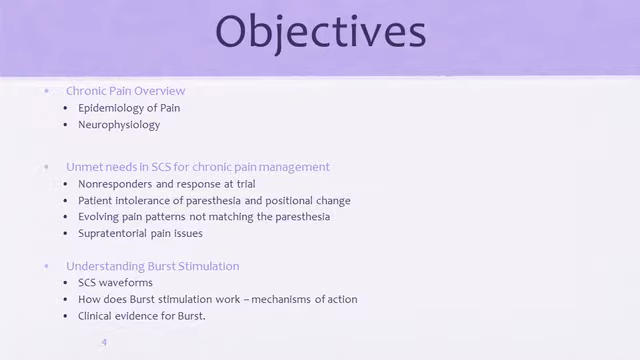 Objectives
• Chronic Pain Overview
• Epidemiology of Pain
• Neurophysiology
• Unmet needs in SCS for chronic pain management
• Nonresponders and response at trial
• Patient intolerance of paresthesia and positional change
• Evolving pain patterns not matching the paresthesia
• Supratentorial pain issues
• Understanding Burst Stimulation
• SCS waveforms
• How does Burst stimulation work – mechanisms of action
• Clinical evidence for Burst.
4